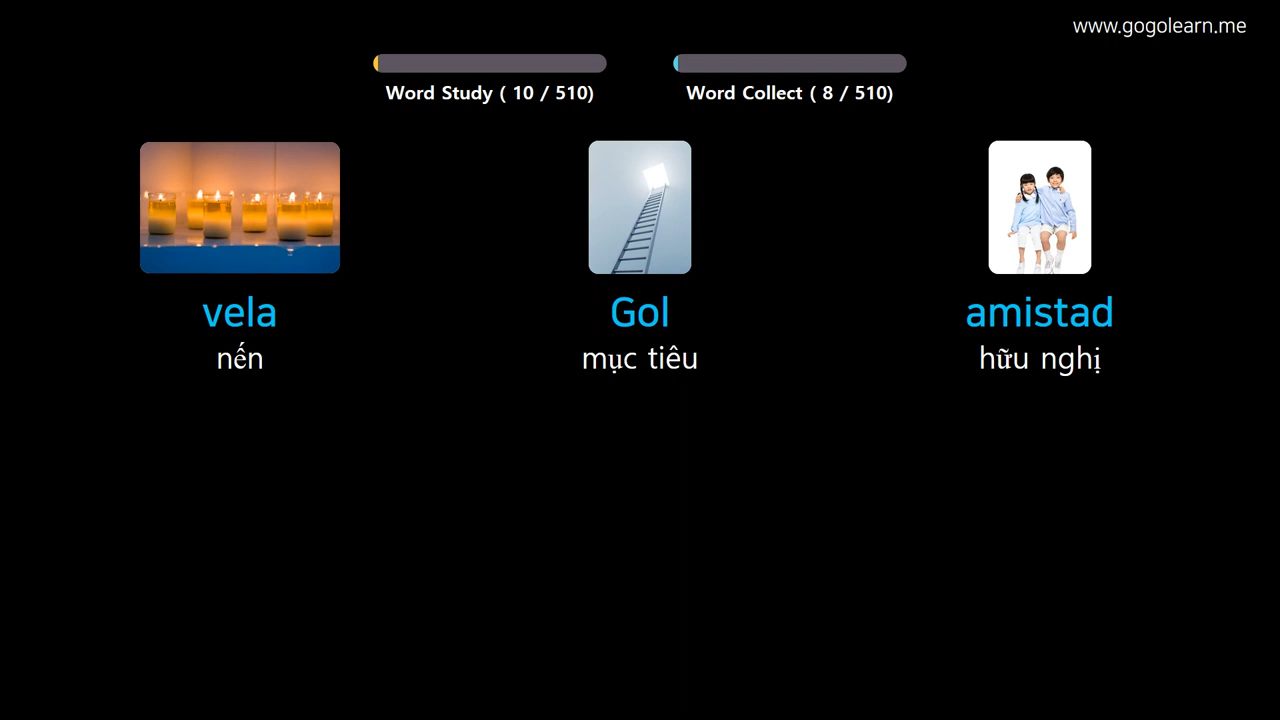 www.gogolearn.me
Word Study ( 10 / 510)
Word Collect ( 8 / 510)
vela
nến
Gol
mục tiêu
amistad
hữu nghị